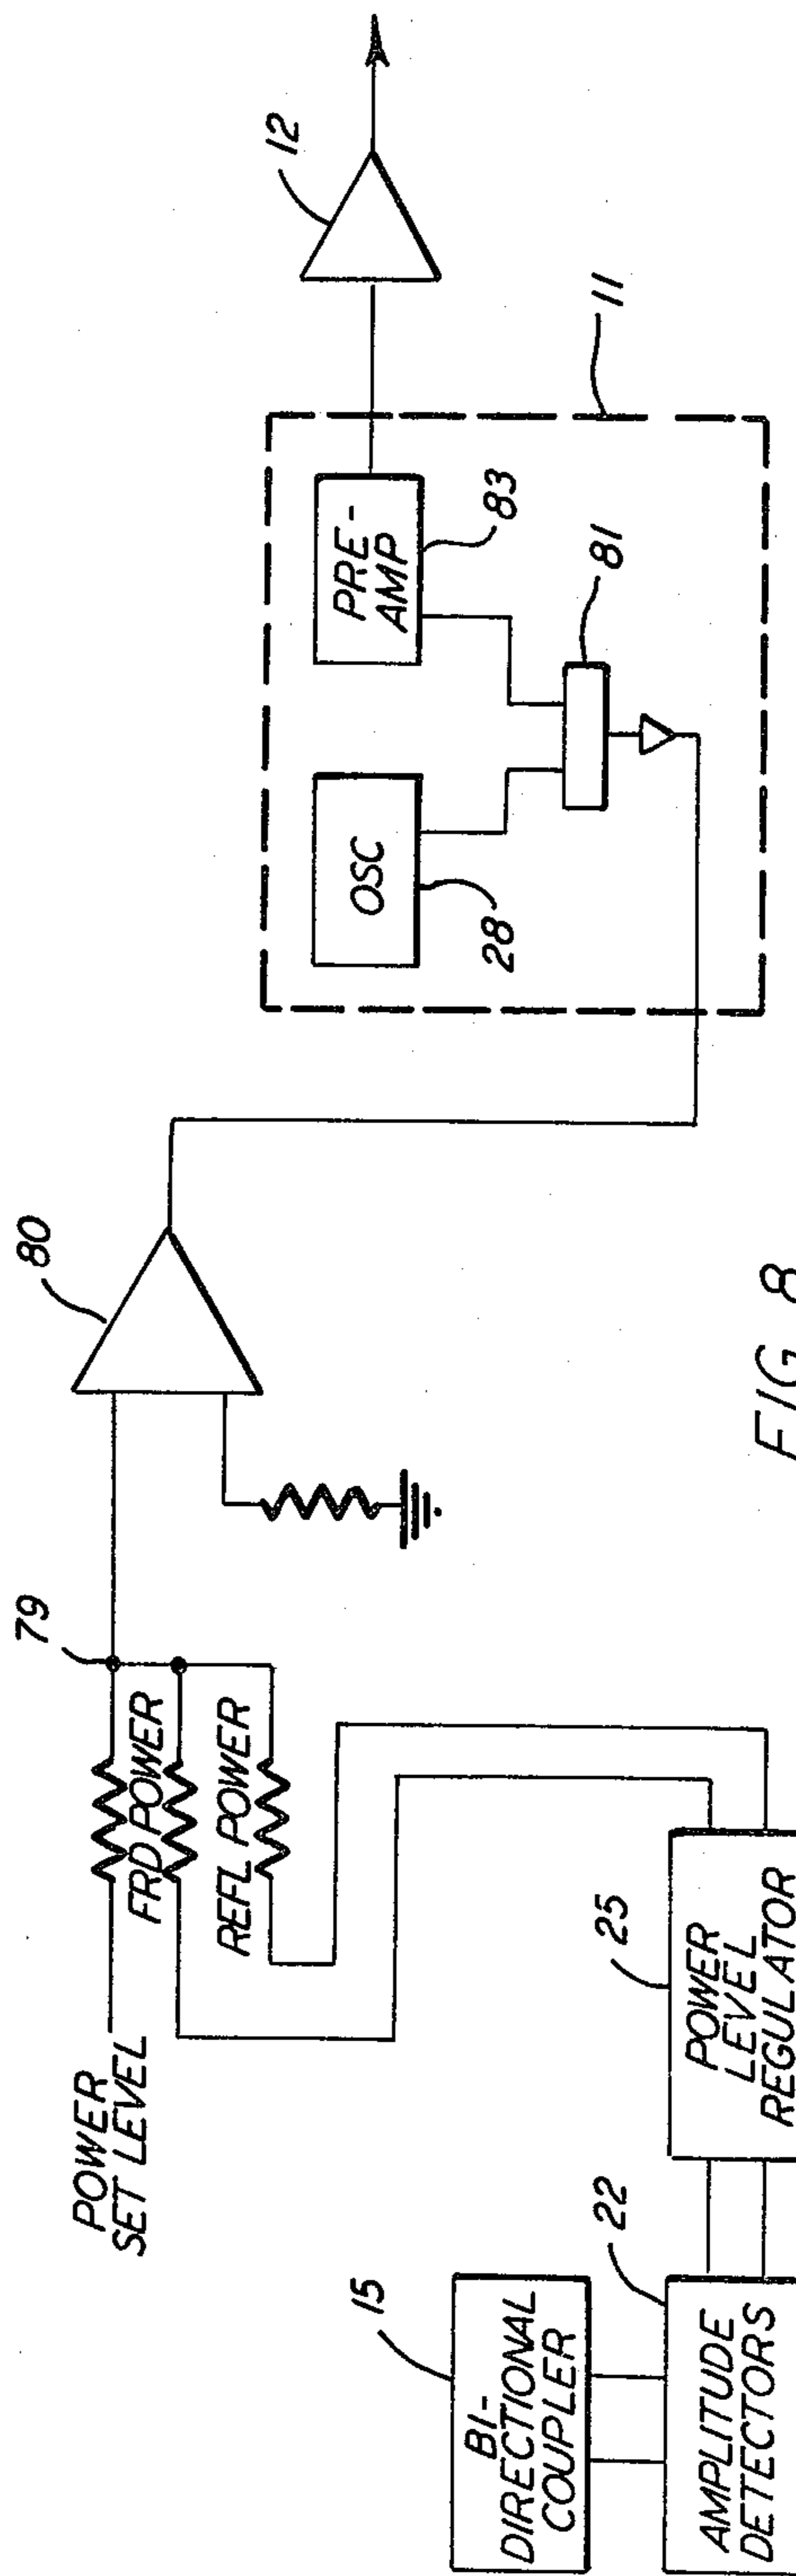 POWER
SET LEVEL
FRD POWER
REFL POWER
79
80
BI-
DIRECTIONAL
COUPLER
15
AMPLITUDE
DETECTORS
22
POWER
LEVEL
REGULATOR
25
OSC
28
PRE-
AMP
83
81
11
12
FIG. 8